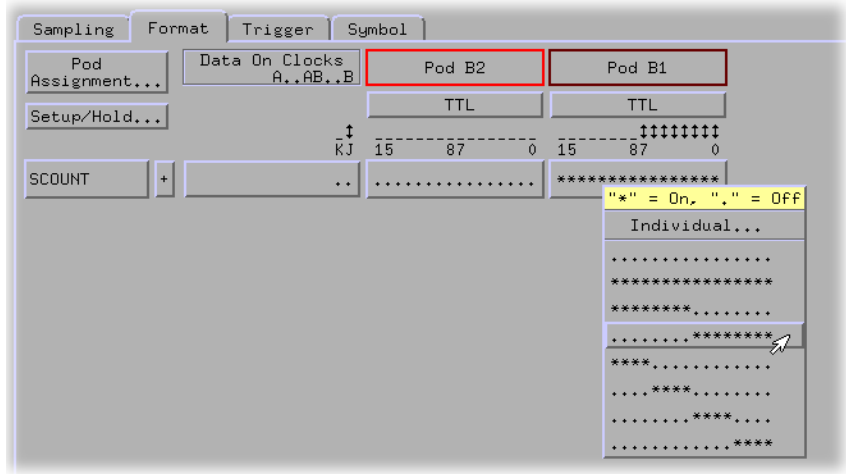 Sampling Format Trigger Symbol
Pod Assignment...
Data On Clocks
A..AB..B
Pod B2 Pod B1
TTL TTL
Setup/Hold...
KJ 15 87 0 15 87 0
SCOUNT + .. ................ ****************
"*" = On, "." = Off
Individual...
................
****************
********........
........********
****............
....****........
........****....
............****